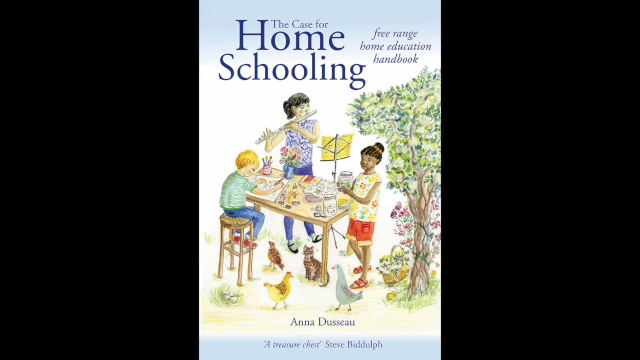 The Case for
Home
Schooling
free range
home education
handbook
Anna Dusseau
'A treasure chest' Steve Biddulph